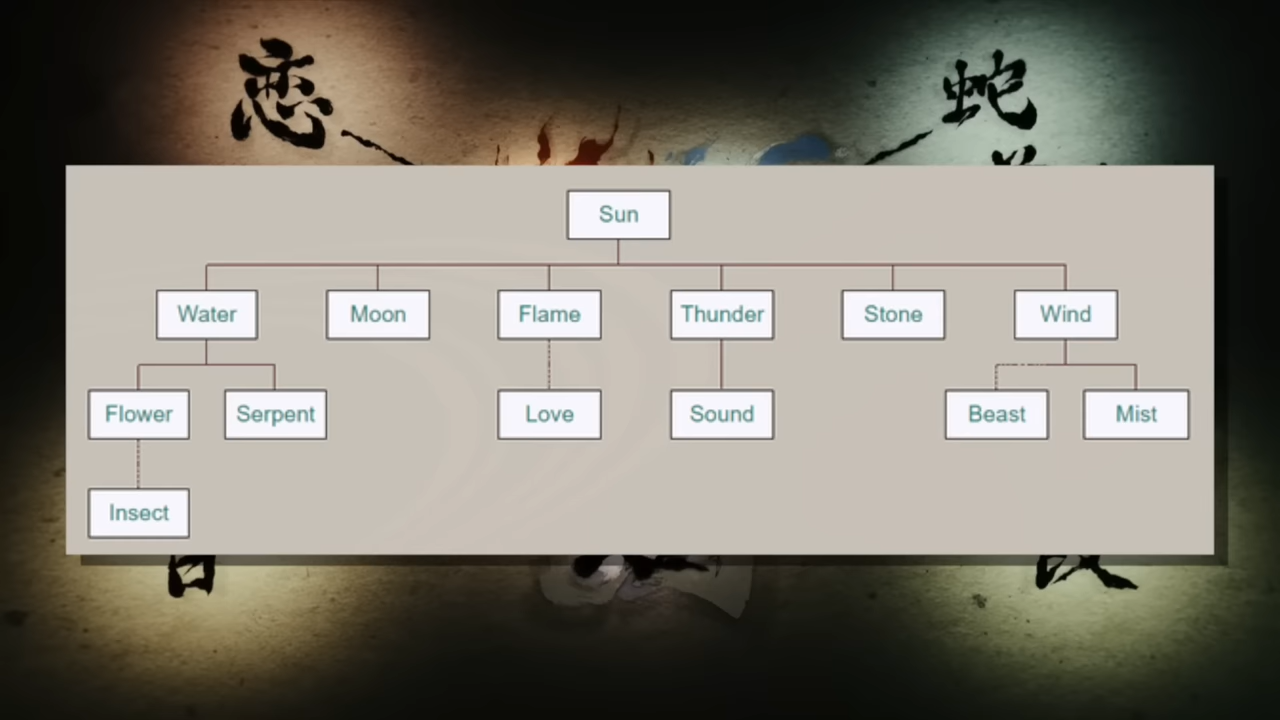 恋
蛇
Sun
Water
Moon
Flame
Thunder
Stone
Wind
Flower
Serpent
Love
Sound
Beast
Mist
Insect